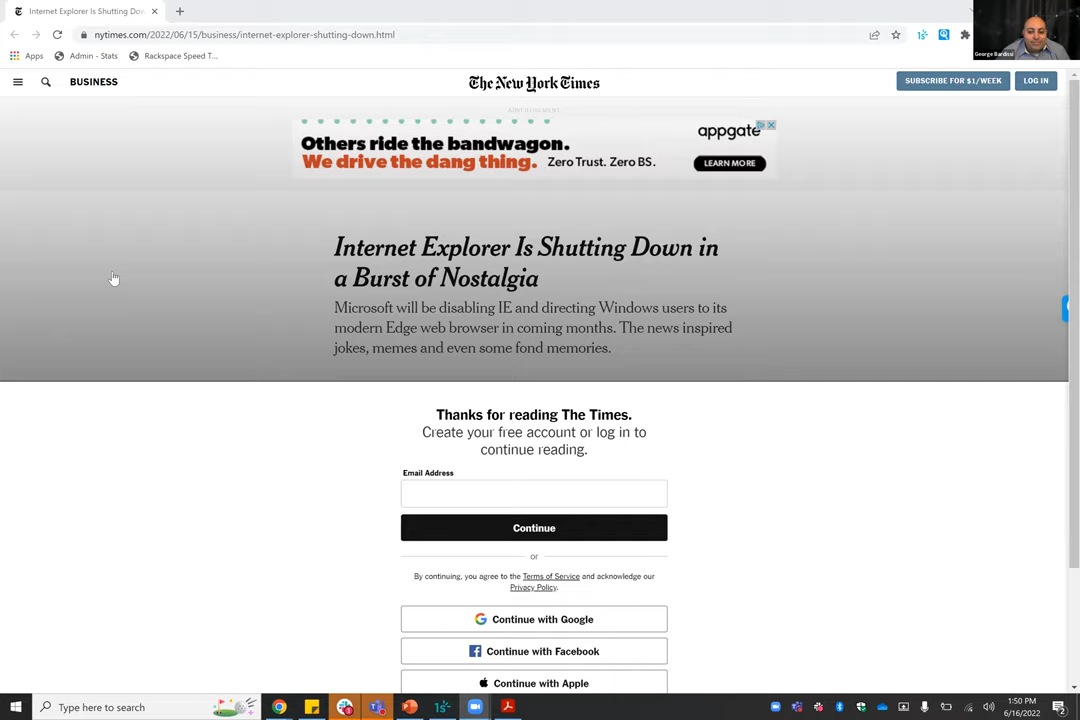 Internet Explorer Is Shutting Dov
nytimes.com/2022/06/15/business/internet-explorer-shutting-down.html
George Bardissi
Apps
Admin - Stats
Rackspace Speed T...
BUSINESS
The New York Times
SUBSCRIBE FOR $1/WEEK
LOG IN
ADVERTISEMENT
Others ride the bandwagon.
We drive the dang thing.
Zero Trust. Zero BS.
appgate
LEARN MORE
Internet Explorer Is Shutting Down in
a Burst of Nostalgia
Microsoft will be disabling IE and directing Windows users to its
modern Edge web browser in coming months. The news inspired
jokes, memes and even some fond memories.
Thanks for reading The Times.
Create your free account or log in to
continue reading.
Email Address
Continue
or
By continuing, you agree to the Terms of Service and acknowledge our
Privacy Policy.
Continue with Google
Continue with Facebook
Continue with Apple
Type here to search
1:50 PM
6/16/2022